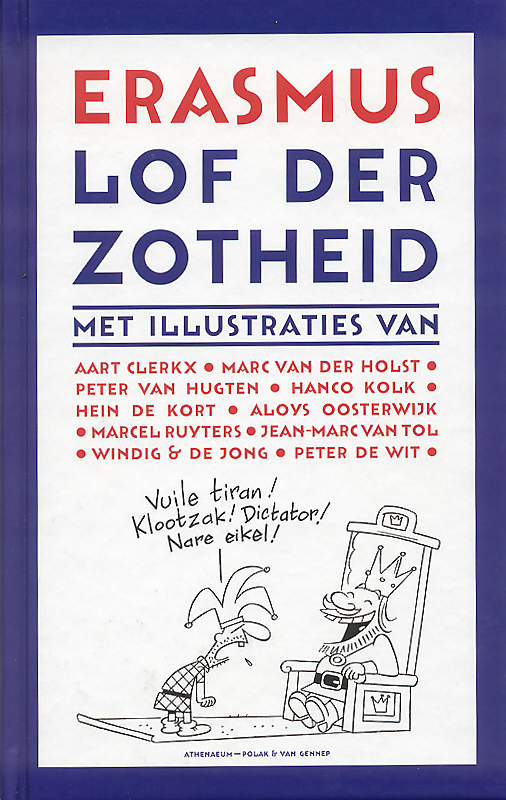 ERASMUS
LOF DER
ZOTHEID
MET ILLUSTRATIES VAN
AART CLERKX • MARC VAN DER HOLST •
PETER VAN HUGTEN • HANCO KOLK •
HEIN DE KORT • ALOYS OOSTERWIJK
• MARCEL RUYTERS • JEAN-MARC VAN TOL
• WINDIG & DE JONG • PETER DE WIT •
Vuile tiran!
Klootzak! Dictator!
Nare eikel!
ATHENAEUM—POLAK & VAN GENNEP